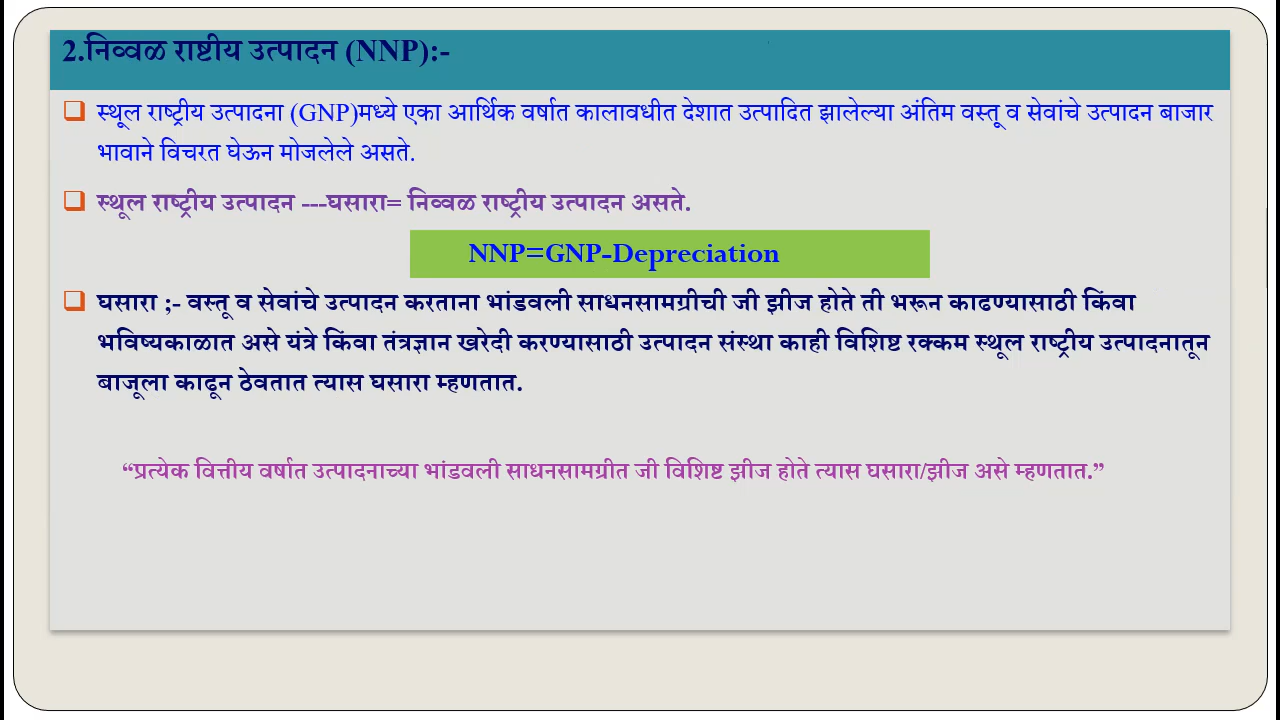 2.निव्वळ राष्टीय उत्पादन (NNP):-
स्थूल राष्ट्रीय उत्पादना (GNP)मध्ये एका आर्थिक वर्षात कालावधीत देशात उत्पादित झालेल्या अंतिम वस्तू व सेवांचे उत्पादन बाजार
भावाने विचरत घेऊन मोजलेले असते.
स्थूल राष्ट्रीय उत्पादन ---घसारा= निव्वळ राष्ट्रीय उत्पादन असते.
NNP=GNP-Depreciation
घसारा ;- वस्तू व सेवांचे उत्पादन करताना भांडवली साधनसामग्रीची जी झीज होते ती भरून काढण्यासाठी किंवा
भविष्यकाळात असे यंत्रे किंवा तंत्रज्ञान खरेदी करण्यासाठी उत्पादन संस्था काही विशिष्ट रक्कम स्थूल राष्ट्रीय उत्पादनातून
बाजूला काढून ठेवतात त्यास घसारा म्हणतात.
“प्रत्येक वित्तीय वर्षात उत्पादनाच्या भांडवली साधनसामग्रीत जी विशिष्ट झीज होते त्यास घसारा/झीज असे म्हणतात.”